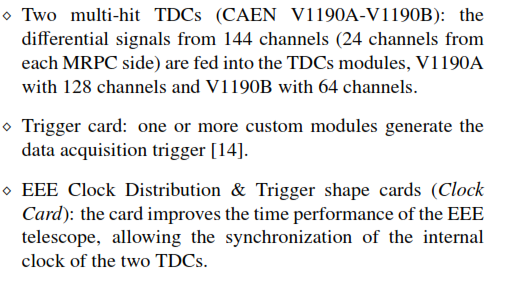 ⋄ Two multi-hit TDCs (CAEN V1190A-V1190B): the
differential signals from 144 channels (24 channels from
each MRPC side) are fed into the TDCs modules, V1190A
with 128 channels and V1190B with 64 channels.
⋄ Trigger card: one or more custom modules generate the
data acquisition trigger [14].
⋄ EEE Clock Distribution & Trigger shape cards (Clock
Card): the card improves the time performance of the EEE
telescope, allowing the synchronization of the internal
clock of the two TDCs.